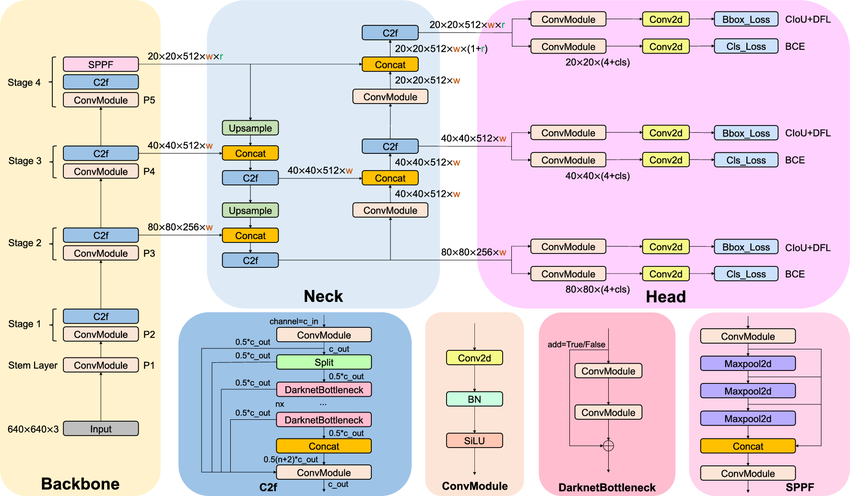 Stage 4
SPPF
C2f
ConvModule
P5
20×20×512×w×r
Stage 3
C2f
ConvModule
P4
40×40×512×w
Stage 2
C2f
ConvModule
P3
80×80×256×w
Stage 1
C2f
ConvModule
P2
Stem Layer
ConvModule
P1
640×640×3
Input
Backbone
Upsample
Concat
C2f
40×40×512×w
Upsample
Concat
C2f
20×20×512×w×r
C2f
20×20×512×w×(1+r)
Concat
20×20×512×w
ConvModule
C2f
40×40×512×w
40×40×512×w
Concat
40×40×512×w
ConvModule
80×80×256×w
Neck
ConvModule
Conv2d
Bbox_Loss
CIoU+DFL
ConvModule
Conv2d
Cls_Loss
BCE
20×20×(4+cls)
ConvModule
Conv2d
Bbox_Loss
CIoU+DFL
ConvModule
Conv2d
Cls_Loss
BCE
40×40×(4+cls)
ConvModule
Conv2d
Bbox_Loss
CIoU+DFL
ConvModule
Conv2d
Cls_Loss
BCE
80×80×(4+cls)
Head
channel=c_in
ConvModule
0.5*c_out
c_out
Split
0.5*c_out
0.5*c_out
DarknetBottleneck
0.5*c_out
nx
...
0.5*c_out
DarknetBottleneck
0.5*c_out
Concat
0.5(n+2)*c_out
ConvModule
c_out
C2f
Conv2d
BN
SiLU
ConvModule
add=True/False
ConvModule
ConvModule
DarknetBottleneck
ConvModule
Maxpool2d
Maxpool2d
Maxpool2d
Concat
ConvModule
SPPF